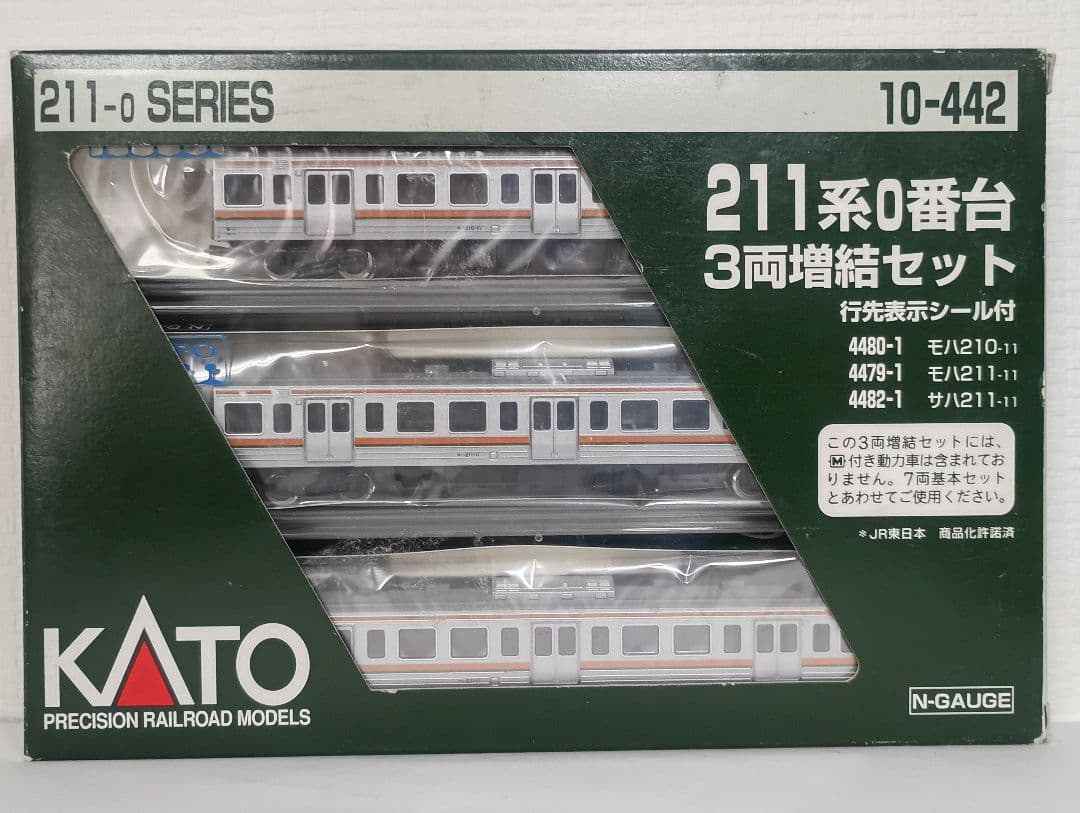 211-0 SERIES
10-442
211系0番台
3両増結セット
行先表示シール付
4480-1 モハ210-11
4479-1 モハ211-11
4482-1 サハ211-11
この3両増結セットには、
M付き動力車は含まれてお
りません。7両基本セット
とあわせてご使用ください。
*JR東日本 商品化許諾済
KATO
PRECISION RAILROAD MODELS
N-GAUGE